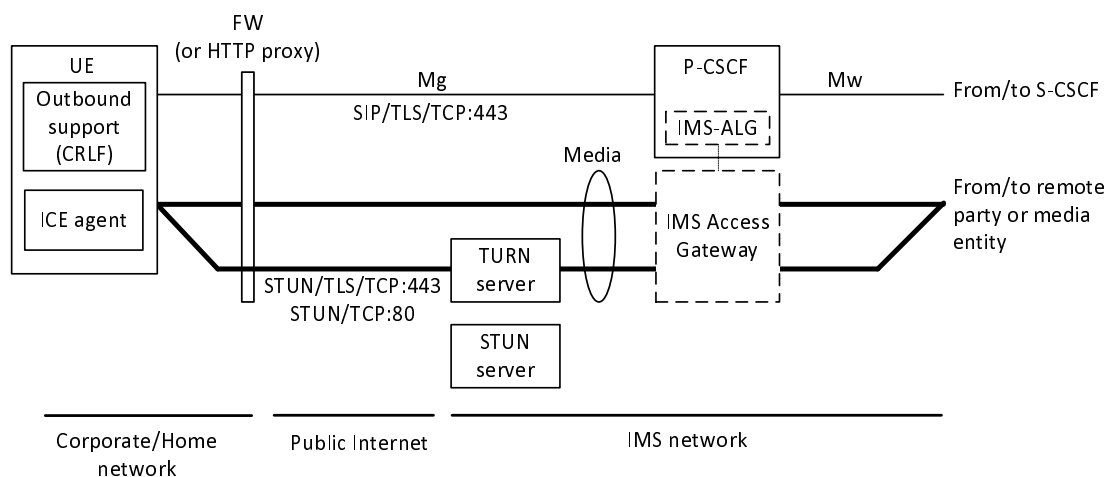 FW
(or HTTP proxy)
UE
Outbound
support
(CRLF)
ICE agent
Mg
SIP/TLS/TCP:443
P-CSCF
IMS-ALG
Mw
From/to S-CSCF
Media
IMS Access
Gateway
From/to remote
party or media
entity
TURN
server
STUN/TLS/TCP:443
STUN/TCP:80
STUN
server
Corporate/Home
network
Public Internet
IMS network